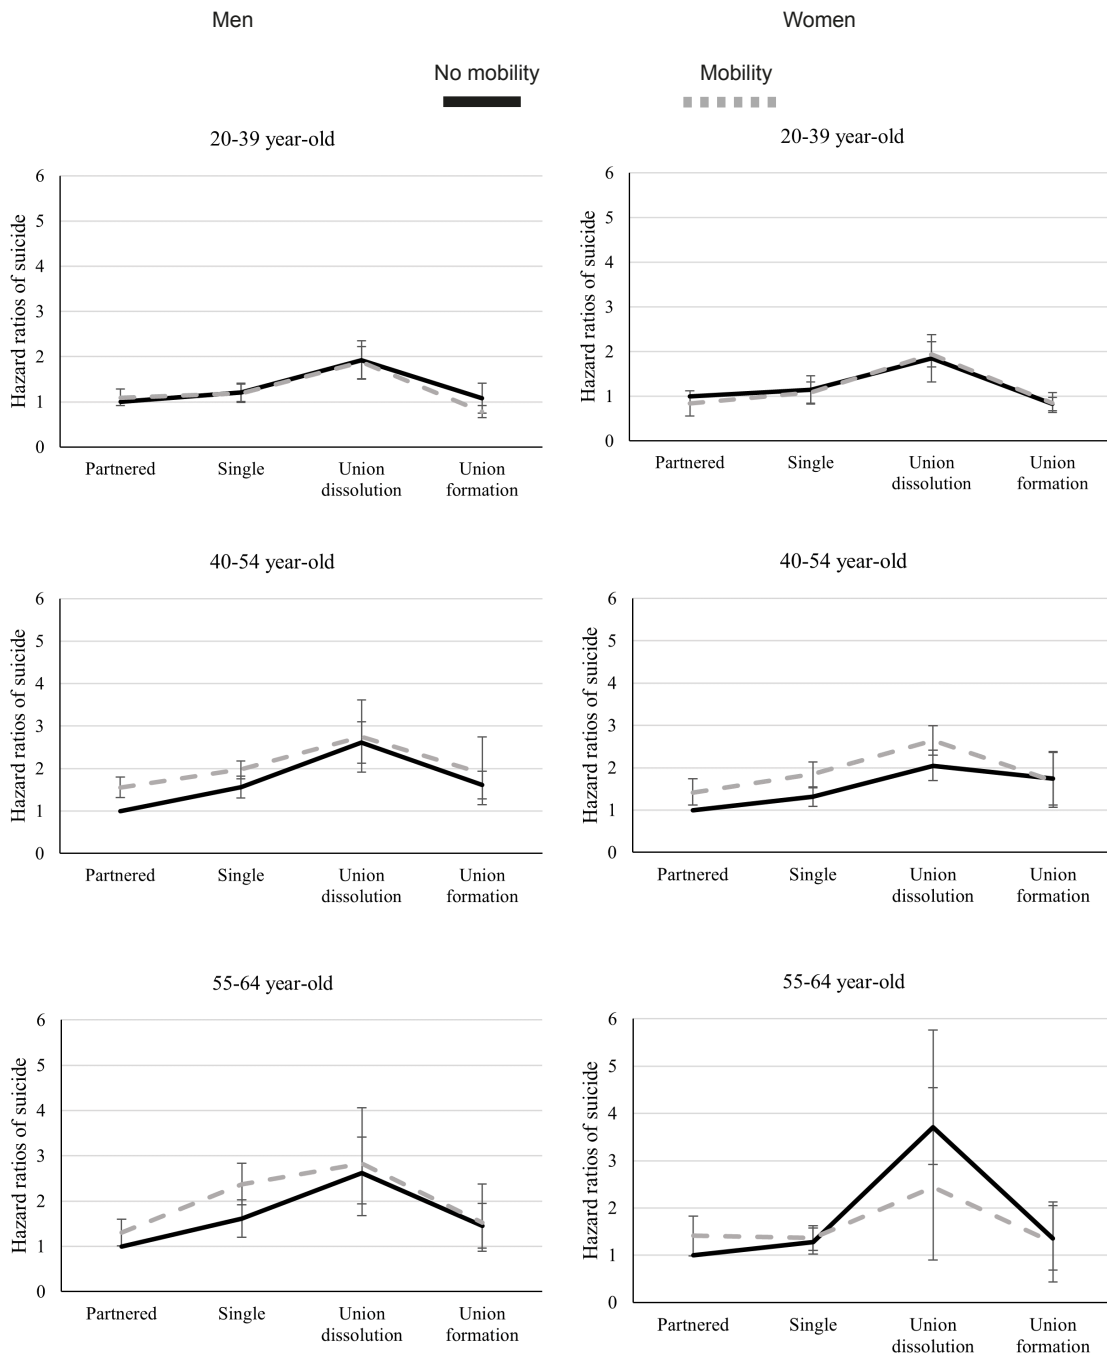 Men
Women
No mobility
Mobility
20-39 year-old
Hazard ratios of suicide
6
5
4
3
2
1
0
Partnered
Single
Union
dissolution
Union
formation
20-39 year-old
Hazard ratios of suicide
6
5
4
3
2
1
0
Partnered
Single
Union
dissolution
Union
formation
40-54 year-old
Hazard ratios of suicide
6
5
4
3
2
1
0
Partnered
Single
Union
dissolution
Union
formation
40-54 year-old
Hazard ratios of suicide
6
5
4
3
2
1
0
Partnered
Single
Union
dissolution
Union
formation
55-64 year-old
Hazard ratios of suicide
6
5
4
3
2
1
0
Partnered
Single
Union
dissolution
Union
formation
55-64 year-old
Hazard ratios of suicide
6
5
4
3
2
1
0
Partnered
Single
Union
dissolution
Union
formation